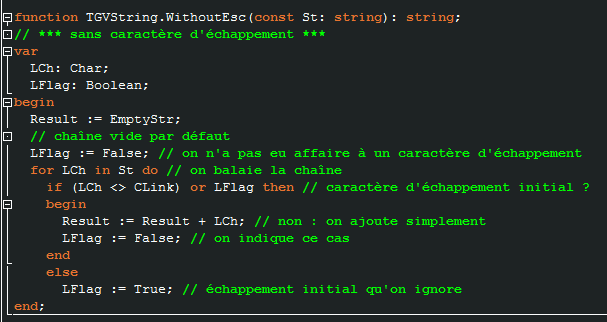 function TGVString.WithoutEsc(const St: string): string;
// *** sans caractère d'échappement ***
var
  LCh: Char;
  LFlag: Boolean;
begin
  Result := EmptyStr;
  // chaîne vide par défaut
  LFlag := False; // on n'a pas eu affaire à un caractère d'échappement
  for LCh in St do // on balaie la chaîne
    if (LCh <> CLink) or LFlag then // caractère d'échappement initial ?
    begin
      Result := Result + LCh; // non : on ajoute simplement
      LFlag := False; // on indique ce cas
    end
    else
      LFlag := True; // échappement initial qu'on ignore
end;